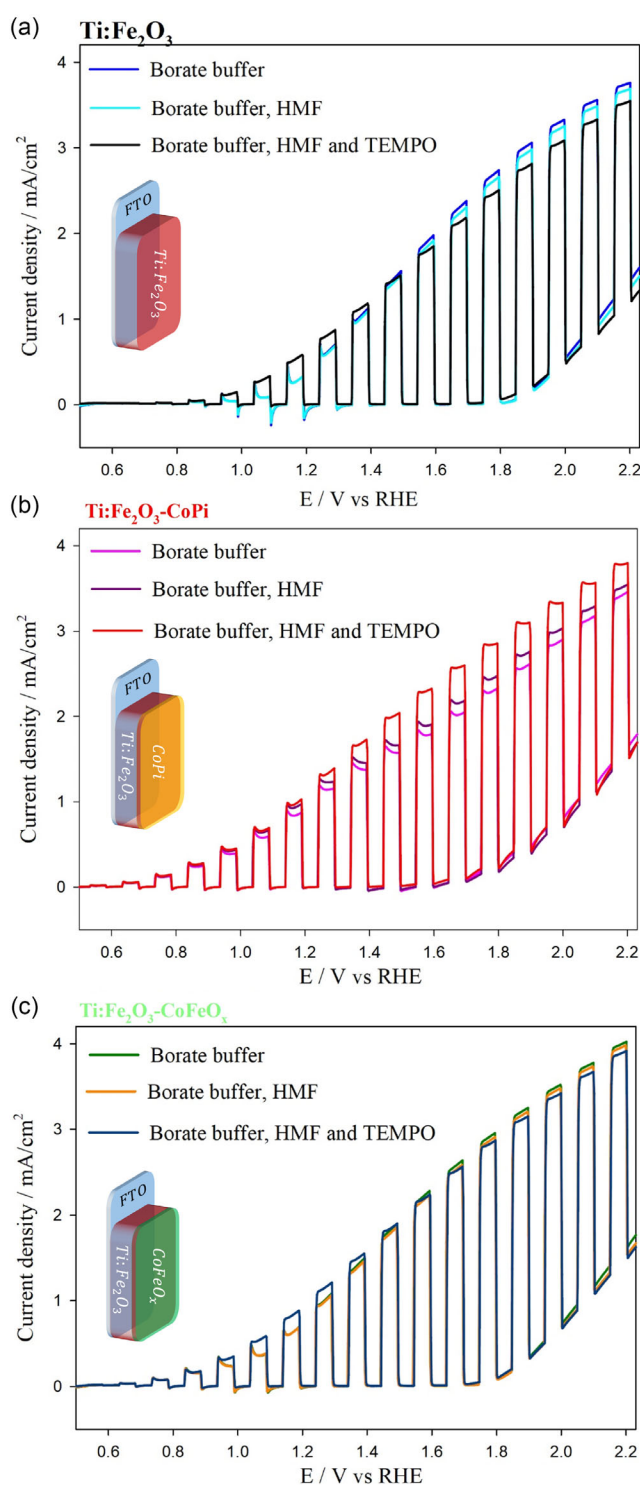 (a)
Ti:Fe₂O₃
Borate buffer
Borate buffer, HMF
Borate buffer, HMF and TEMPO
FTO
Ti:Fe₂O₃
Current density / mA/cm²
4
3
2
1
0
0.6 0.8 1.0 1.2 1.4 1.6 1.8 2.0 2.2
E / V vs RHE
(b)
Ti:Fe₂O₃-CoPi
Borate buffer
Borate buffer, HMF
Borate buffer, HMF and TEMPO
FTO
Ti:Fe₂O₃
CoPi
Current density / mA/cm²
4
3
2
1
0
0.6 0.8 1.0 1.2 1.4 1.6 1.8 2.0 2.2
E / V vs RHE
(c)
Ti:Fe₂O₃-CoFeOₓ
Borate buffer
Borate buffer, HMF
Borate buffer, HMF and TEMPO
FTO
Ti:Fe₂O₃
CoFeOₓ
Current density / mA/cm²
4
3
2
1
0
0.6 0.8 1.0 1.2 1.4 1.6 1.8 2.0 2.2
E / V vs RHE